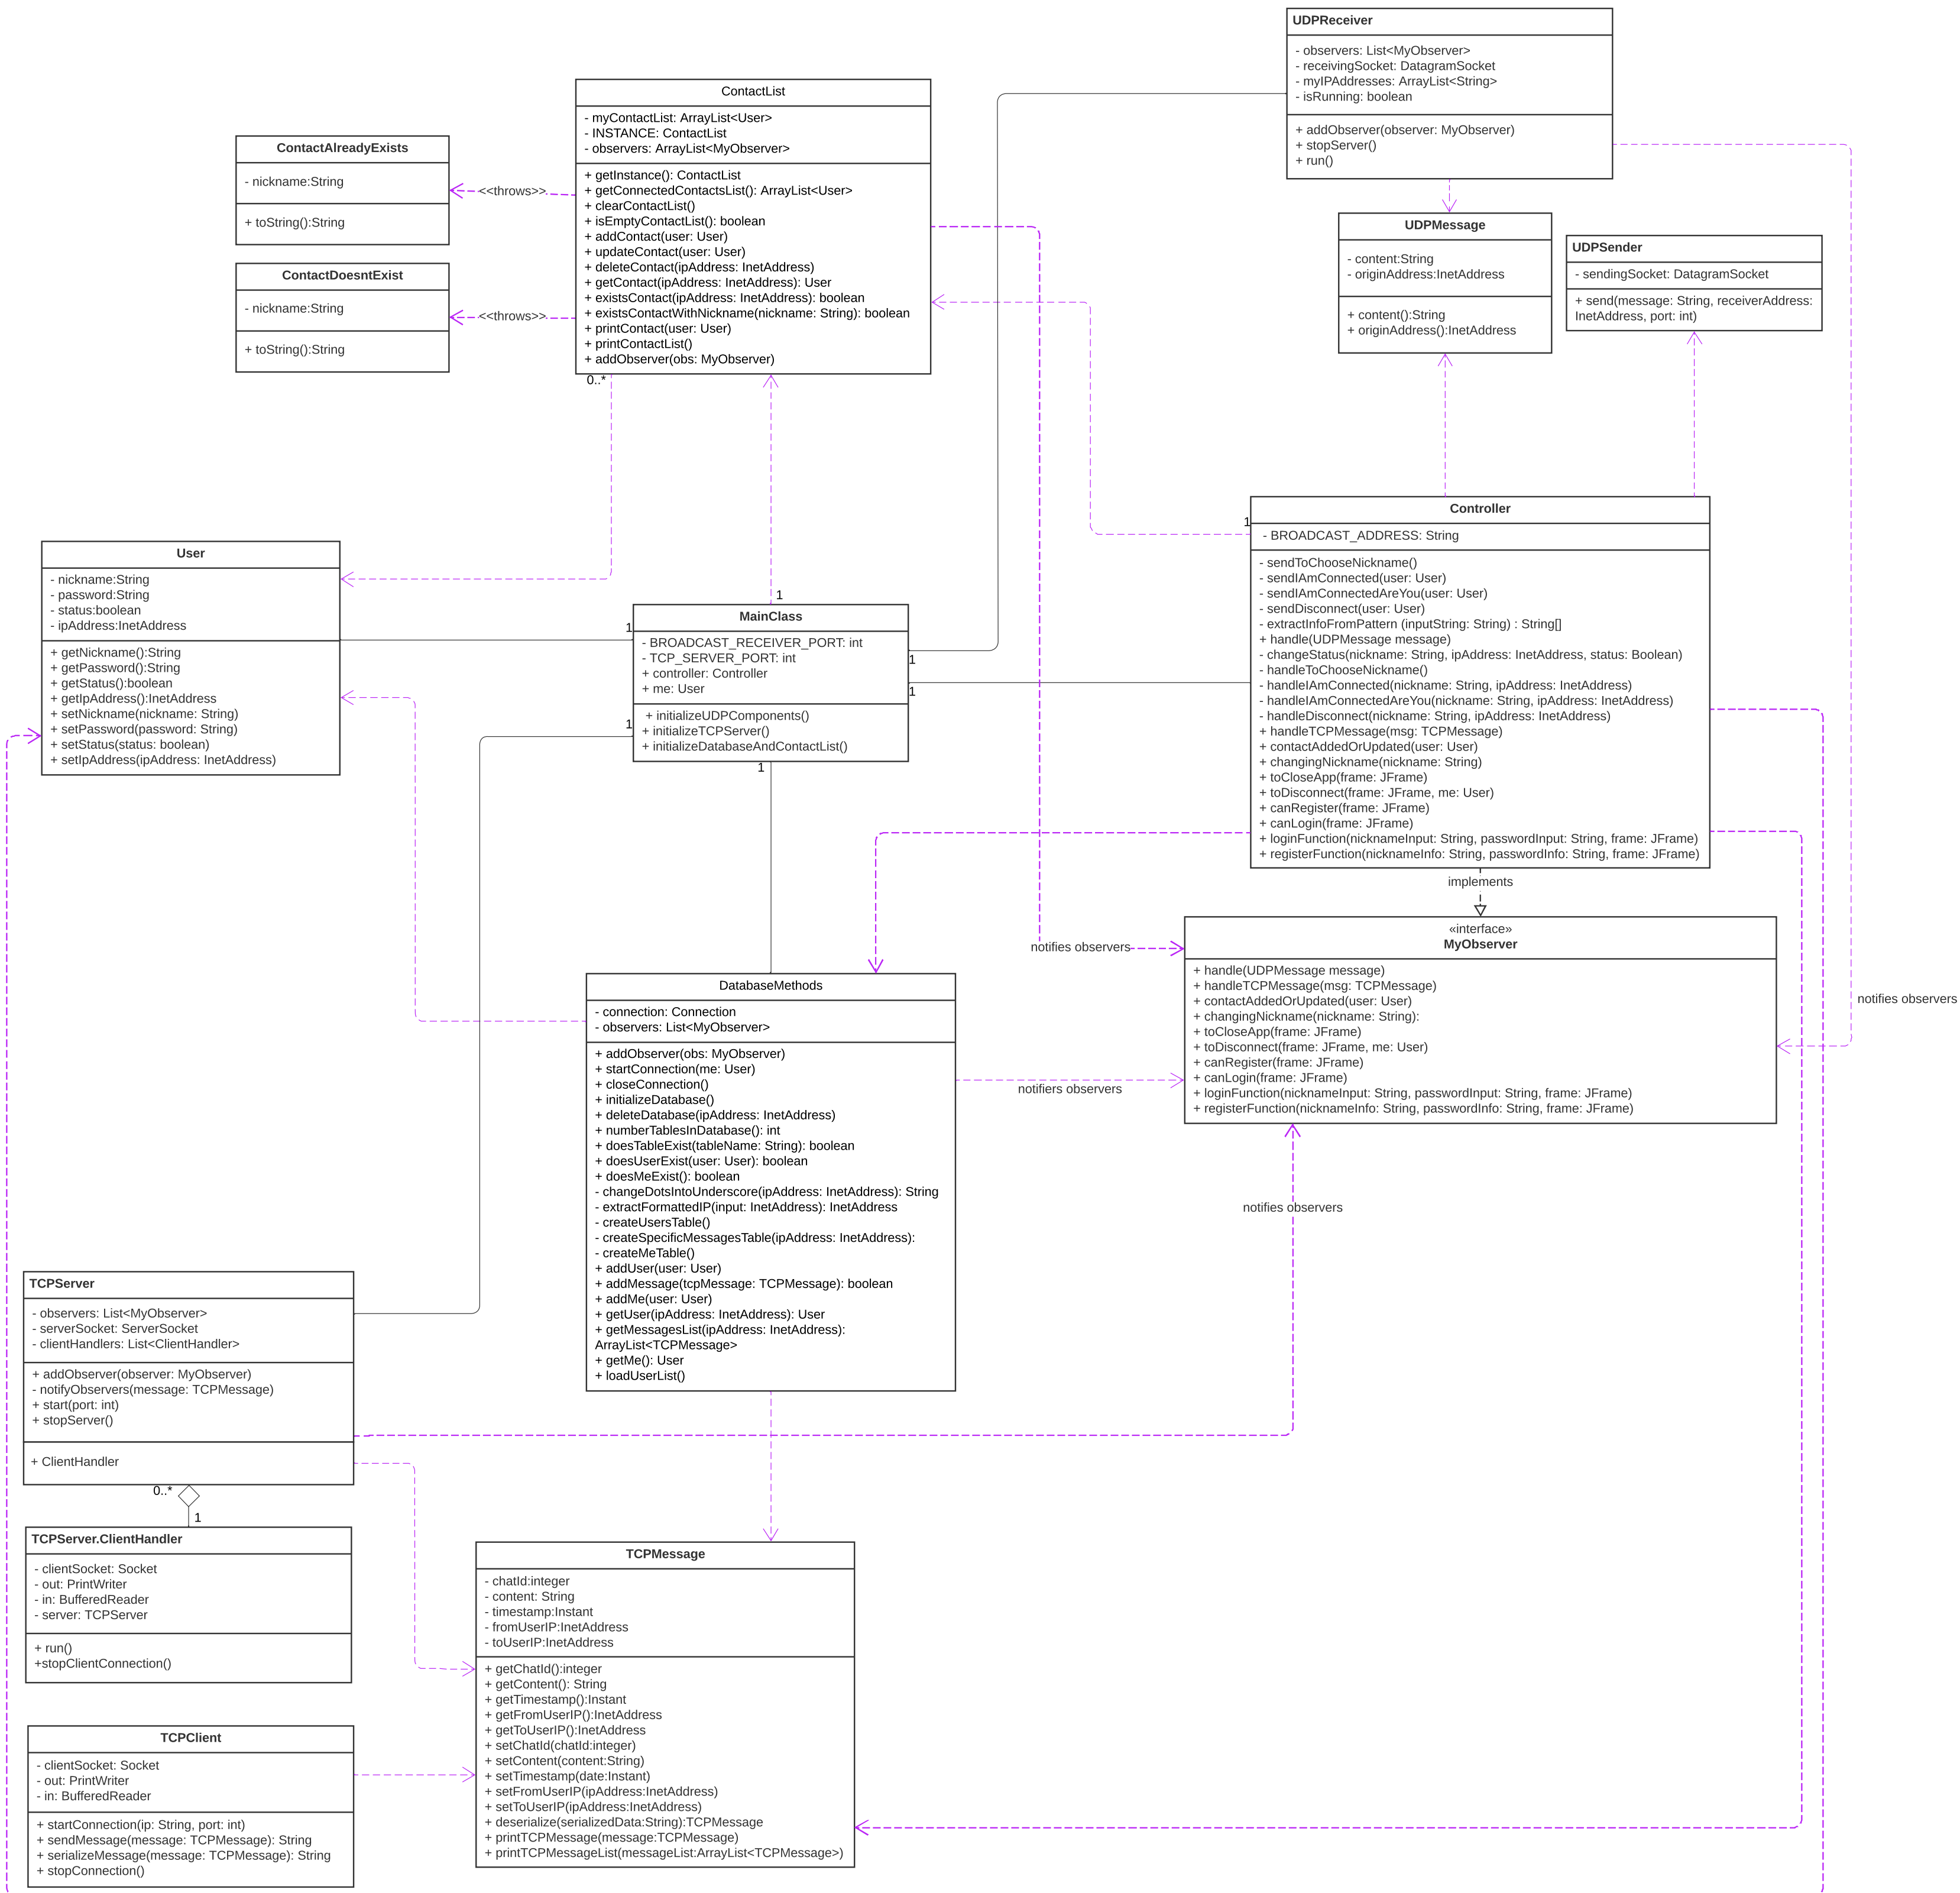 UDPReceiver
- observers: List<MyObserver>
- receivingSocket: DatagramSocket
- myIPAddresses: ArrayList<String>
- isRunning: boolean
+ addObserver(observer: MyObserver)
+ stopServer()
+ run()
ContactList
- myContactList: ArrayList<User>
- INSTANCE: ContactList
- observers: ArrayList<MyObserver>
+ getInstance(): ContactList
+ getConnectedContactsList(): ArrayList<User>
+ clearContactList()
+ isEmptyContactList(): boolean
+ addContact(user: User)
+ updateContact(user: User)
+ deleteContact(ipAddress: InetAddress)
+ getContact(ipAddress: InetAddress): User
+ existsContact(ipAddress: InetAddress): boolean
+ existsContactWithNickname(nickname: String): boolean
+ printContact(user: User)
+ printContactList()
+ addObserver(obs: MyObserver)
0..*
ContactAlreadyExists
- nickname:String
+ toString():String
<<throws>>
ContactDoesntExist
- nickname:String
+ toString():String
<<throws>>
UDPMessage
- content:String
- originAddress:InetAddress
+ content():String
+ originAddress():InetAddress
UDPSender
- sendingSocket: DatagramSocket
+ send(message: String, receiverAddress:
InetAddress, port: int)
1
Controller
- BROADCAST_ADDRESS: String
- sendToChooseNickname()
- sendIAmConnected(user: User)
- sendIAmConnectedAreYou(user: User)
- sendDisconnect(user: User)
- extractInfoFromPattern (inputString: String) : String[]
+ handle(UDPMessage message)
- changeStatus(nickname: String, ipAddress: InetAddress, status: Boolean)
- handleToChooseNickname()
- handleIAmConnected(nickname: String, ipAddress: InetAddress)
- handleIAmConnectedAreYou(nickname: String, ipAddress: InetAddress)
- handleDisconnect(nickname: String, ipAddress: InetAddress)
+ handleTCPMessage(msg: TCPMessage)
+ contactAddedOrUpdated(user: User)
+ changingNickname(nickname: String)
+ toCloseApp(frame: JFrame)
+ toDisconnect(frame: JFrame, me: User)
+ canRegister(frame: JFrame)
+ canLogin(frame: JFrame)
+ loginFunction(nicknameInput: String, passwordInput: String, frame: JFrame)
+ registerFunction(nicknameInfo: String, passwordInfo: String, frame: JFrame)
implements
User
- nickname:String
- password:String
- status:boolean
- ipAddress:InetAddress
+ getNickname():String
+ getPassword():String
+ getStatus():boolean
+ getIpAddress():InetAddress
+ setNickname(nickname: String)
+ setPassword(password: String)
+ setStatus(status: boolean)
+ setIpAddress(ipAddress: InetAddress)
1
1
1
1
1
1
MainClass
- BROADCAST_RECEIVER_PORT: int
- TCP_SERVER_PORT: int
+ controller: Controller
+ me: User
+ initializeUDPComponents()
+ initializeTCPServer()
+ initializeDatabaseAndContactList()
«interface»
MyObserver
+ handle(UDPMessage message)
+ handleTCPMessage(msg: TCPMessage)
+ contactAddedOrUpdated(user: User)
+ changingNickname(nickname: String):
+ toCloseApp(frame: JFrame)
+ toDisconnect(frame: JFrame, me: User)
+ canRegister(frame: JFrame)
+ canLogin(frame: JFrame)
+ loginFunction(nicknameInput: String, passwordInput: String, frame: JFrame)
+ registerFunction(nicknameInfo: String, passwordInfo: String, frame: JFrame)
notifies observers
notifies observers
notifiers observers
notifies observers
DatabaseMethods
- connection: Connection
- observers: List<MyObserver>
+ addObserver(obs: MyObserver)
+ startConnection(me: User)
+ closeConnection()
+ initializeDatabase()
+ deleteDatabase(ipAddress: InetAddress)
+ numberTablesInDatabase(): int
+ doesTableExist(tableName: String): boolean
+ doesUserExist(user: User): boolean
+ doesMeExist(): boolean
- changeDotsIntoUnderscore(ipAddress: InetAddress): String
- extractFormattedIP(input: InetAddress): InetAddress
- createUsersTable()
- createSpecificMessagesTable(ipAddress: InetAddress):
- createMeTable()
+ addUser(user: User)
+ addMessage(tcpMessage: TCPMessage): boolean
+ addMe(user: User)
+ getUser(ipAddress: InetAddress): User
+ getMessagesList(ipAddress: InetAddress):
ArrayList<TCPMessage>
+ getMe(): User
+ loadUserList()
TCPServer
- observers: List<MyObserver>
- serverSocket: ServerSocket
- clientHandlers: List<ClientHandler>
+ addObserver(observer: MyObserver)
- notifyObservers(message: TCPMessage)
+ start(port: int)
+ stopServer()
+ ClientHandler
0..*
1
TCPServer.ClientHandler
- clientSocket: Socket
- out: PrintWriter
- in: BufferedReader
- server: TCPServer
+ run()
+stopClientConnection()
TCPClient
- clientSocket: Socket
- out: PrintWriter
- in: BufferedReader
+ startConnection(ip: String, port: int)
+ sendMessage(message: TCPMessage): String
+ serializeMessage(message: TCPMessage): String
+ stopConnection()
TCPMessage
- chatId:integer
- content: String
- timestamp:Instant
- fromUserIP:InetAddress
- toUserIP:InetAddress
+ getChatId():integer
+ getContent(): String
+ getTimestamp():Instant
+ getFromUserIP():InetAddress
+ getToUserIP():InetAddress
+ setChatId(chatId:integer)
+ setContent(content:String)
+ setTimestamp(date:Instant)
+ setFromUserIP(ipAddress:InetAddress)
+ setToUserIP(ipAddress:InetAddress)
+ deserialize(serializedData:String):TCPMessage
+ printTCPMessage(message:TCPMessage)
+ printTCPMessageList(messageList:ArrayList<TCPMessage>)